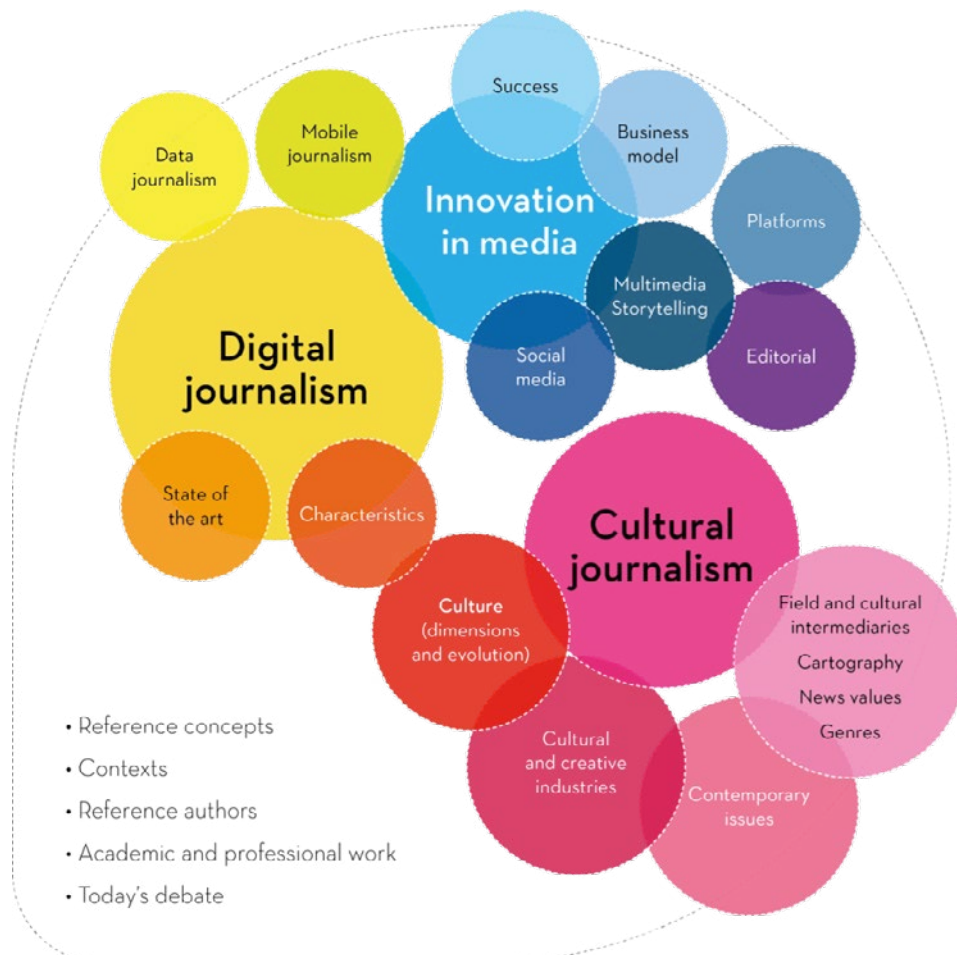 Success
Mobile
journalism
Business
model
Data
journalism
Innovation
in media
Platforms
Multimedia
Storytelling
Digital
journalism
Social
media
Editorial
State of
the art
Characteristics
Cultural
journalism
Culture
(dimensions
and evolution)
Field and cultural
intermediaries
Cartography
News values
Genres
Cultural
and creative
industries
Contemporary
issues
• Reference concepts
• Contexts
• Reference authors
• Academic and professional work
• Today's debate